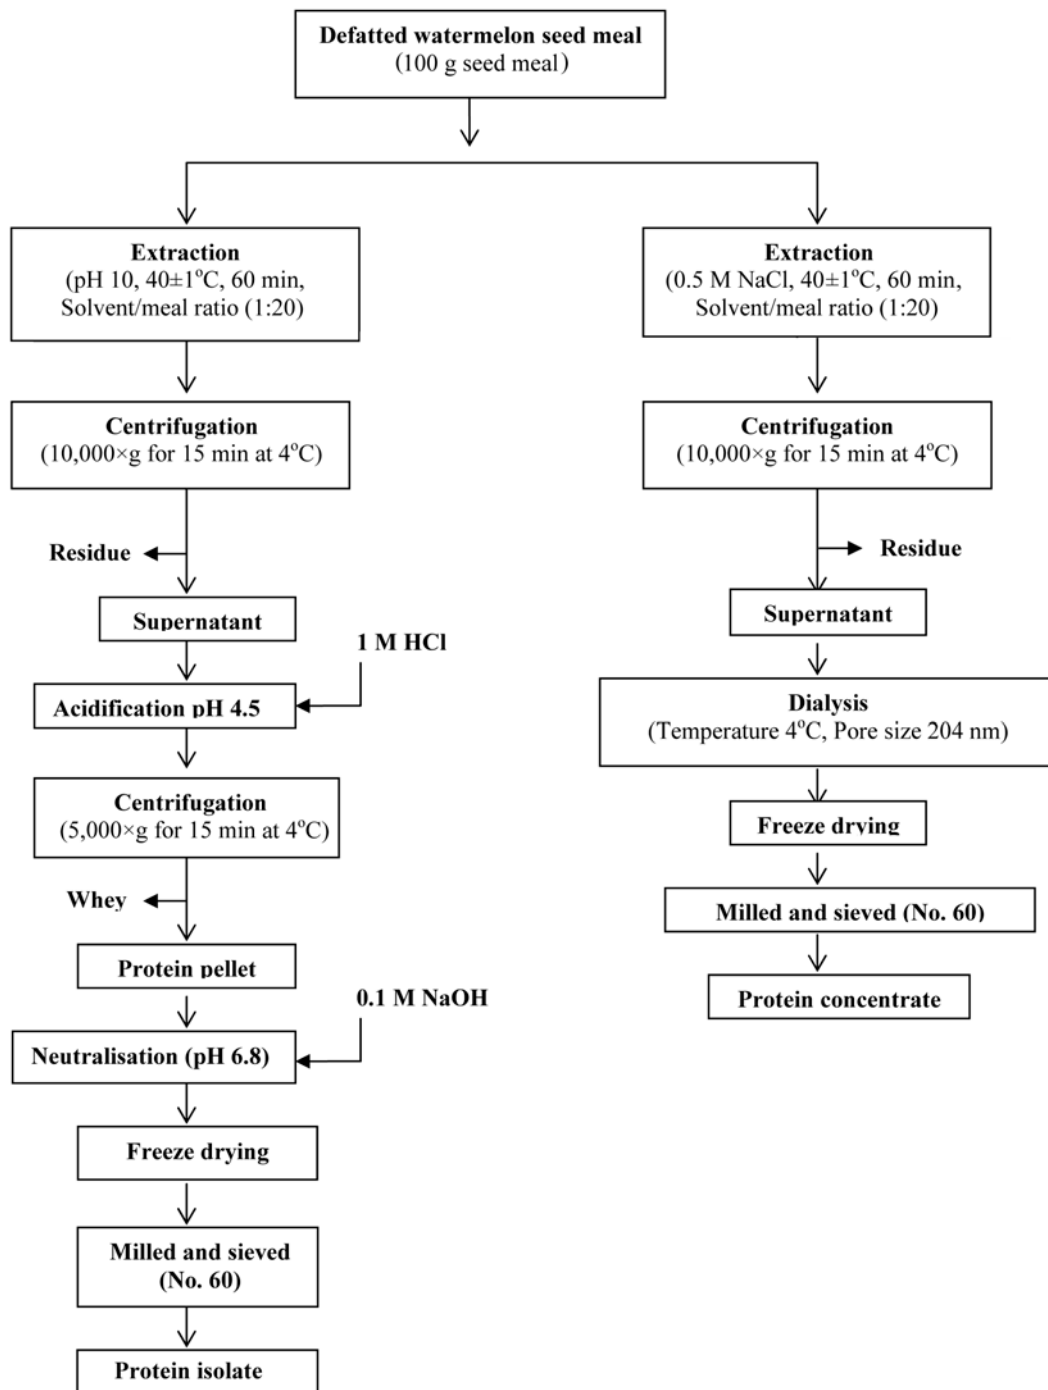 Defatted watermelon seed meal
(100 g seed meal)
Extraction
(pH 10, 40±1°C, 60 min,
Solvent/meal ratio (1:20)
Centrifugation
(10,000×g for 15 min at 4°C)
Residue
Supernatant
1 M HCl
Acidification pH 4.5
Centrifugation
(5,000×g for 15 min at 4°C)
Whey
Protein pellet
0.1 M NaOH
Neutralisation (pH 6.8)
Freeze drying
Milled and sieved
(No. 60)
Protein isolate
Extraction
(0.5 M NaCl, 40±1°C, 60 min,
Solvent/meal ratio (1:20)
Centrifugation
(10,000×g for 15 min at 4°C)
Residue
Supernatant
Dialysis
(Temperature 4°C, Pore size 204 nm)
Freeze drying
Milled and sieved (No. 60)
Protein concentrate